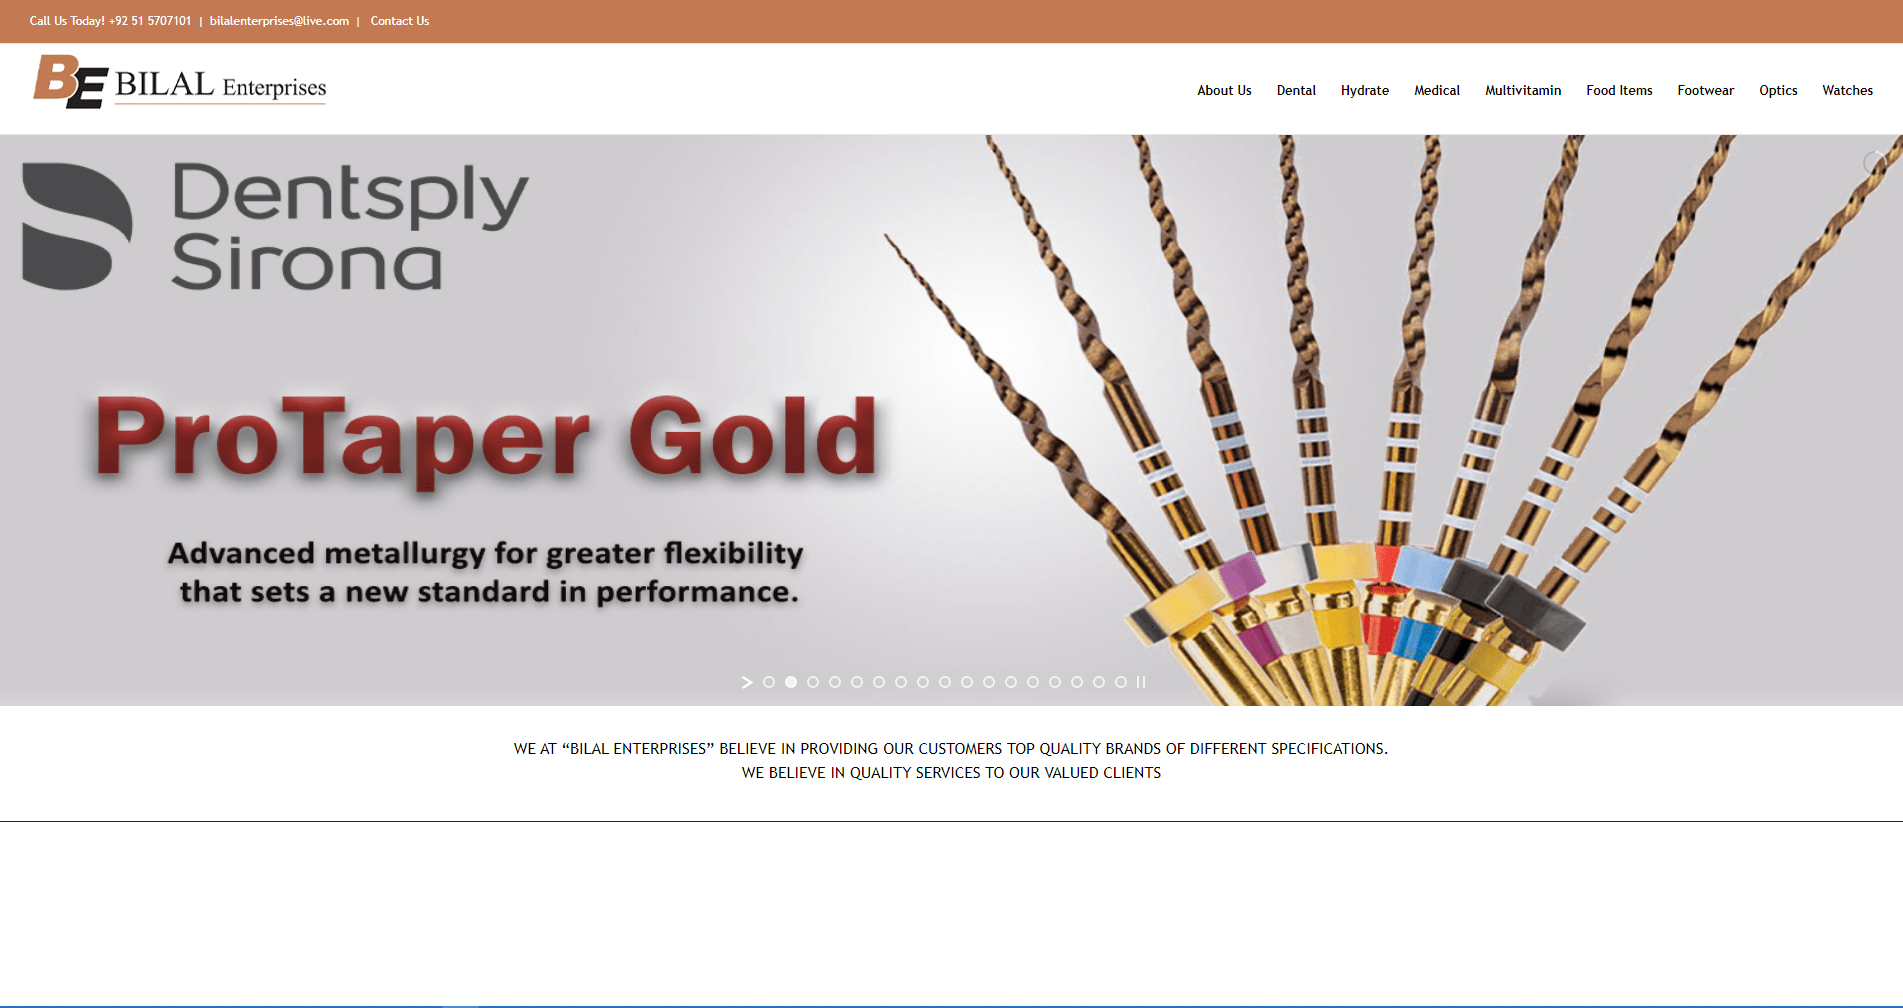 Call Us Today! +92 51 5707101 | bilalenterprises@live.com | Contact Us
BE BILAL Enterprises
About Us Dental Hydrate Medical Multivitamin Food Items Footwear Optics Watches
Dentsply
Sirona
ProTaper Gold
Advanced metallurgy for greater flexibility
that sets a new standard in performance.
WE AT “BILAL ENTERPRISES” BELIEVE IN PROVIDING OUR CUSTOMERS TOP QUALITY BRANDS OF DIFFERENT SPECIFICATIONS.
WE BELIEVE IN QUALITY SERVICES TO OUR VALUED CLIENTS